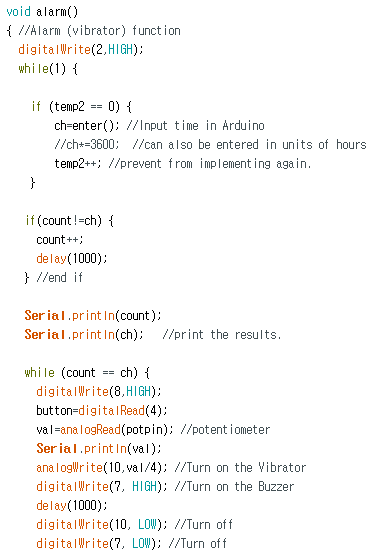 void alarm()
{ //Alarm (vibrator) function
digitalWrite(2,HIGH);
while(1) {
if (temp2 == 0) {
ch=enter(); //Input time in Arduino
//ch*=3600; //can also be entered in units of hours
temp2++; //prevent from implementing again.
}
if(count!=ch) {
count++;
delay(1000);
} //end if
Serial.println(count);
Serial.println(ch); //print the results.
while (count == ch) {
digitalWrite(8,HIGH);
button=digitalRead(4);
val=analogRead(potpin); //potentiometer
Serial.println(val);
analogWrite(10,val/4); //Turn on the Vibrator
digitalWrite(7, HIGH); //Turn on the Buzzer
delay(1000);
digitalWrite(10, LOW); //Turn off
digitalWrite(7, LOW); //Turn off